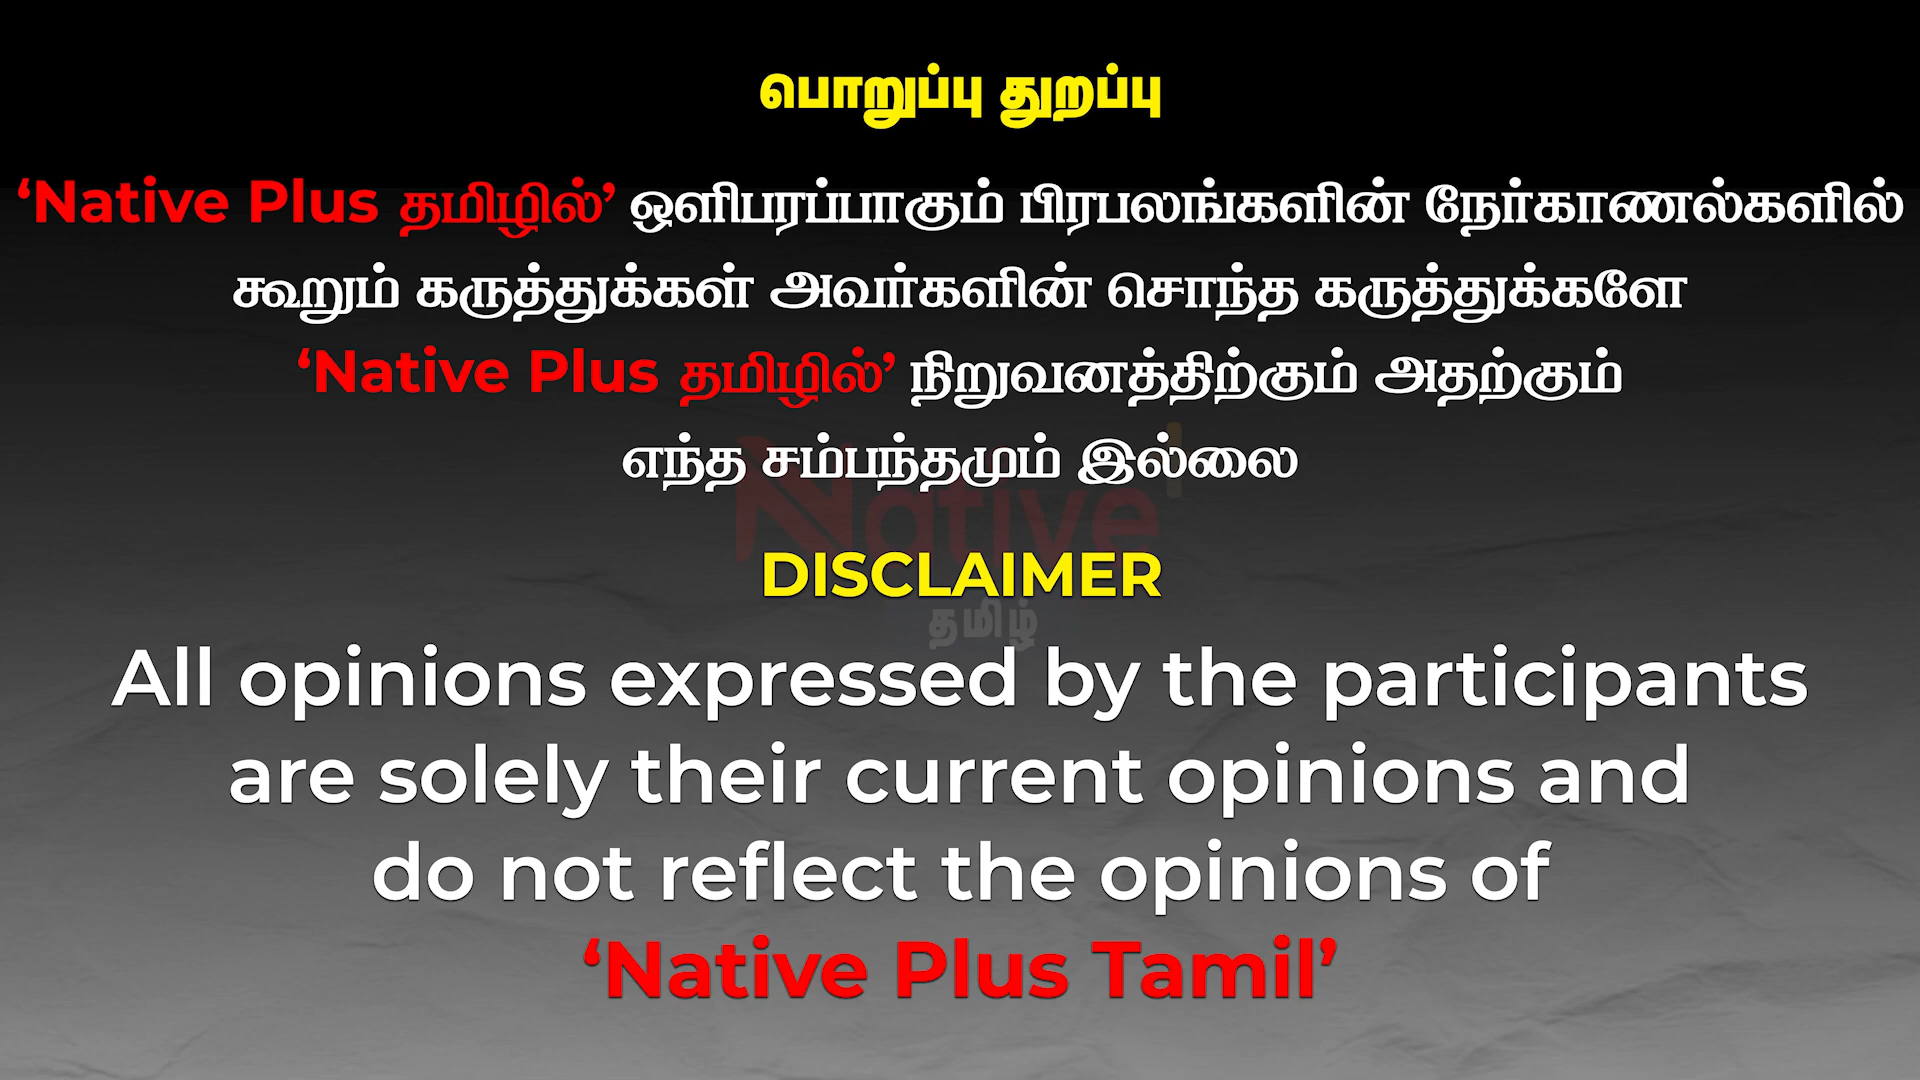 பொறுப்பு துறப்பு
‘Native Plus தமிழில்’ ஒளிபரப்பாகும் பிரபலங்களின் நேர்காணல்களில்
கூறும் கருத்துக்கள் அவர்களின் சொந்த கருத்துக்களே
‘Native Plus தமிழில்’ நிறுவனத்திற்கும் அதற்கும்
எந்த சம்பந்தமும் இல்லை
Native
DISCLAIMER
தமிழ்
All opinions expressed by the participants
are solely their current opinions and
do not reflect the opinions of
‘Native Plus Tamil’